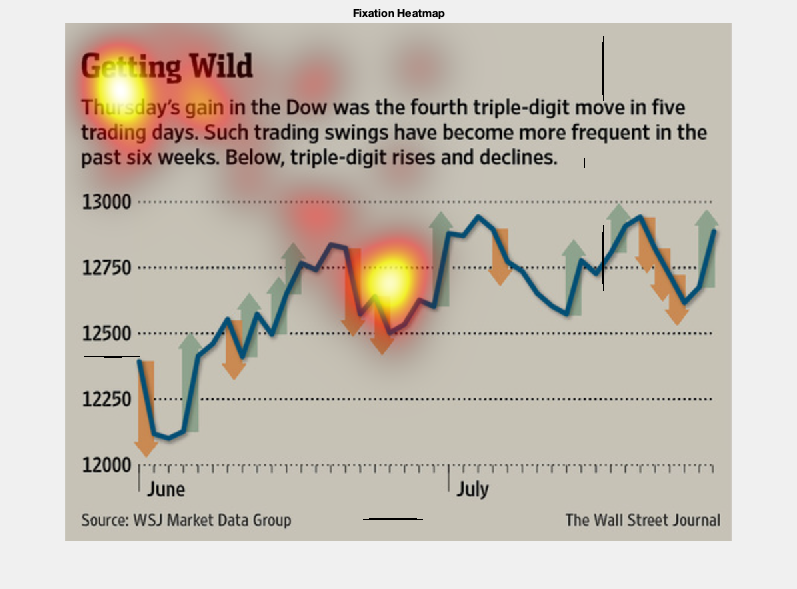 Fixation Heatmap
Getting Wild
Thursday's gain in the Dow was the fourth triple-digit move in five
trading days. Such trading swings have become more frequent in the
past six weeks. Below, triple-digit rises and declines.
13000
12750
12500
12250
12000
June July
Source: WSJ Market Data Group The Wall Street Journal